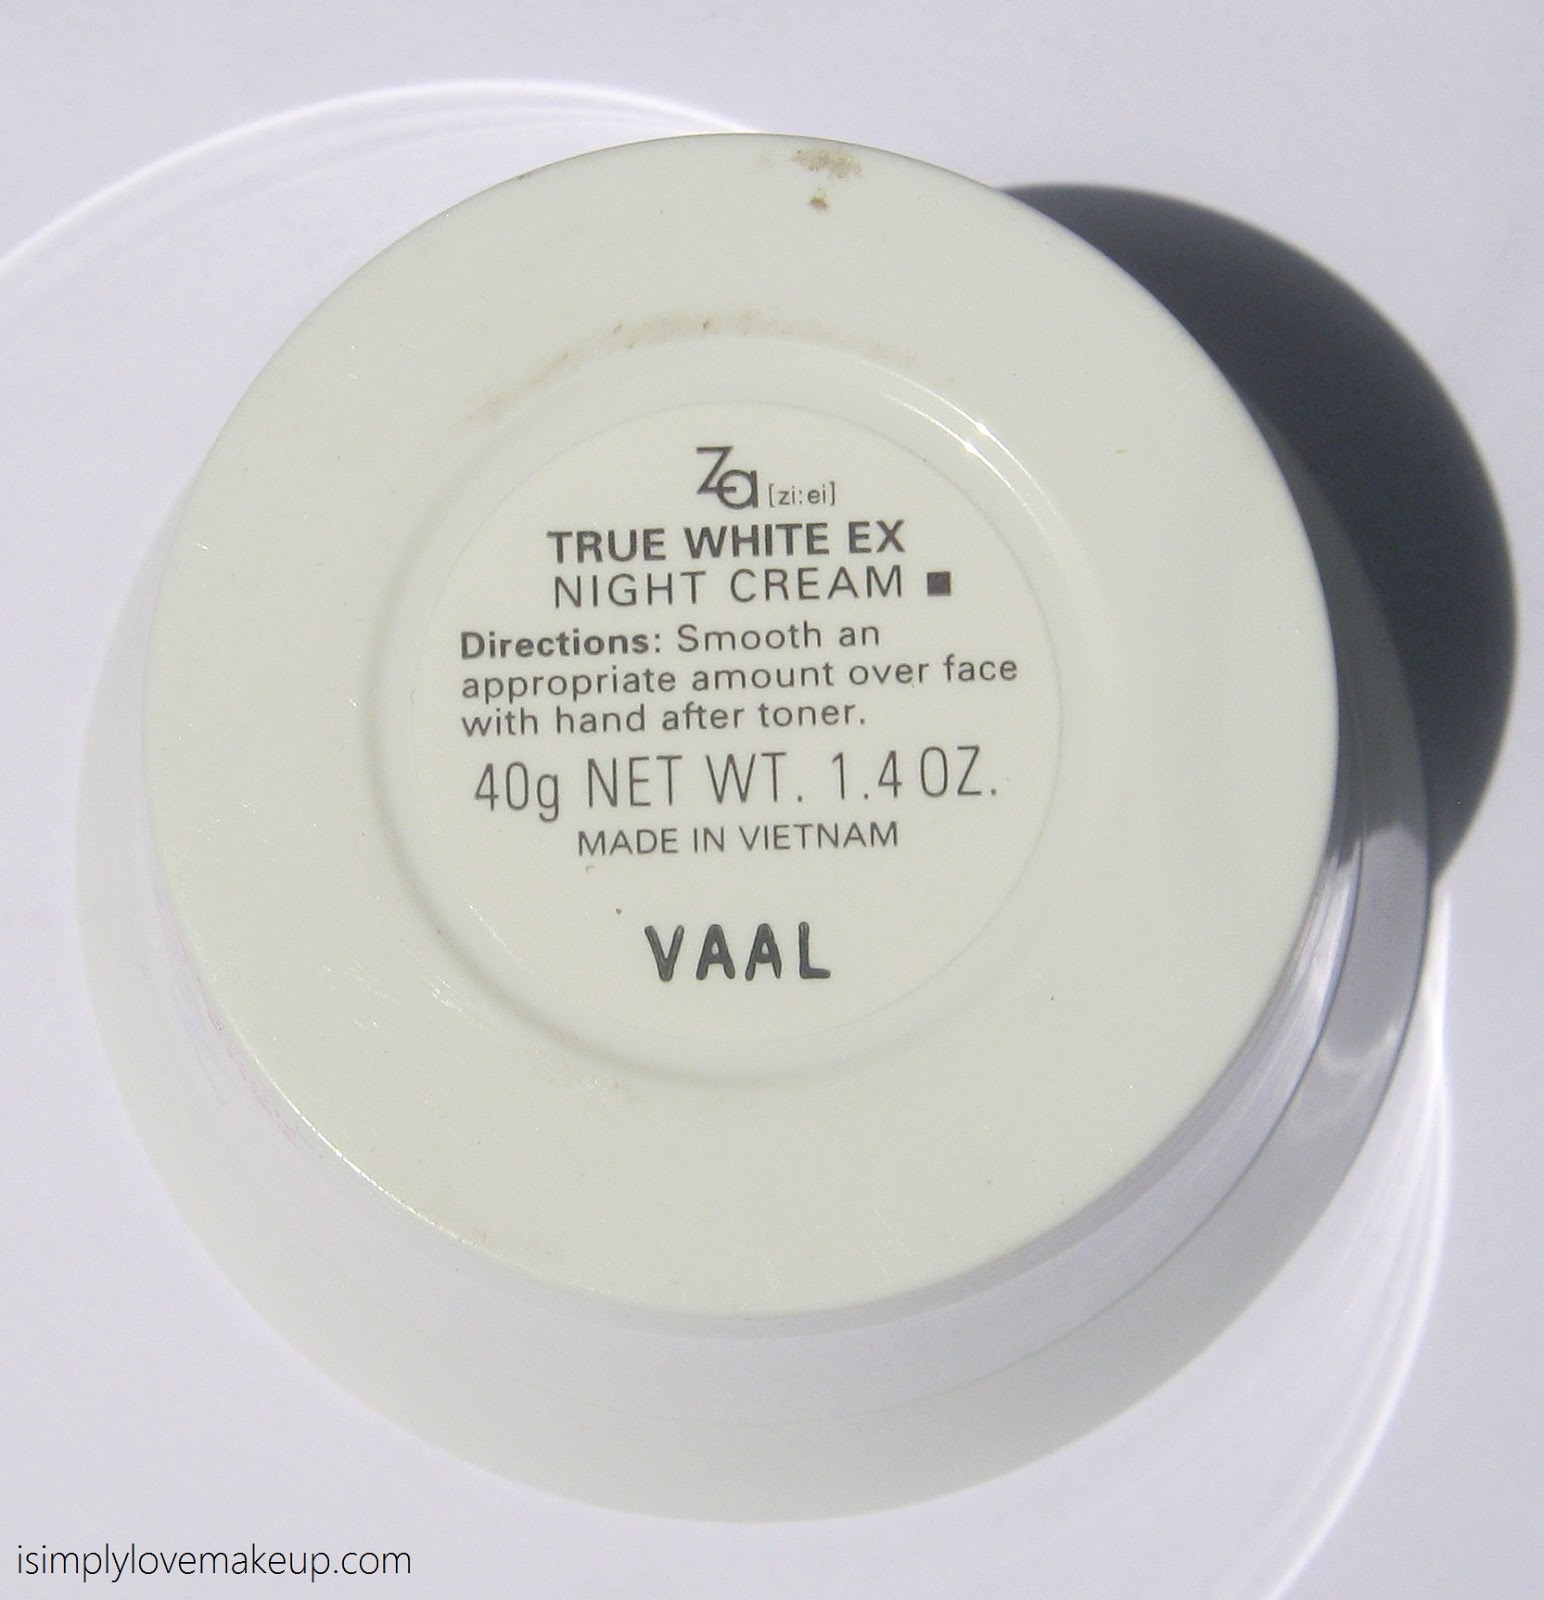 Za [zi:ei]
TRUE WHITE EX
NIGHT CREAM ■
Directions: Smooth an
appropriate amount over face
with hand after toner.
40g NET WT. 1.4 OZ.
MADE IN VIETNAM
VAAL
isimplylovemakeup.com